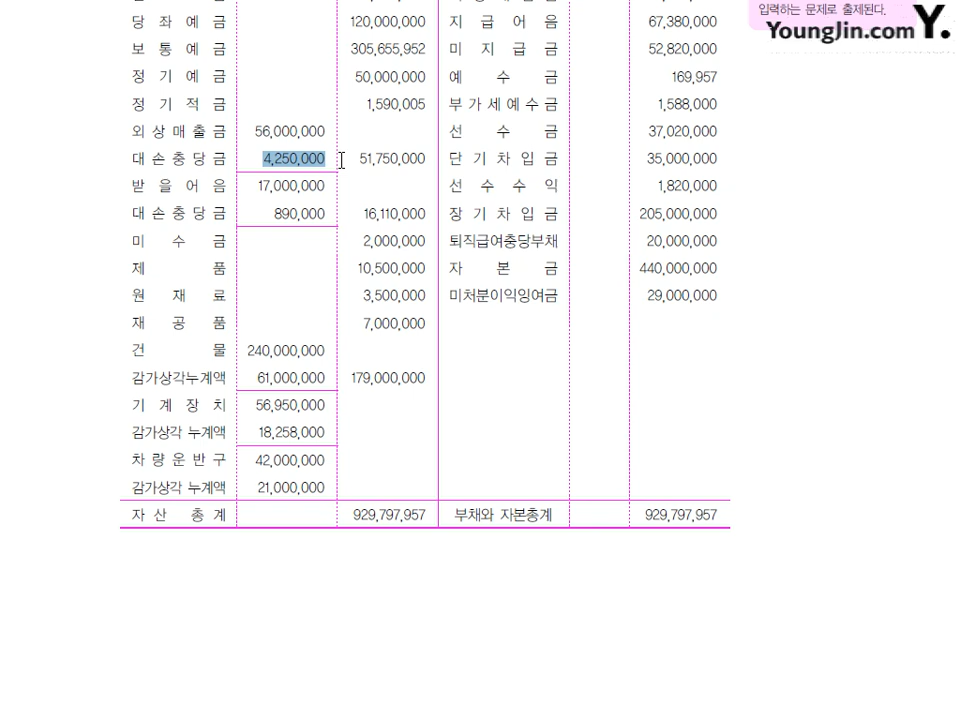 입력하는 문제로 출제된다.
YoungJin.com Y.
당 좌 예 금 120,000,000 지 급 어 음 67,380,000
보 통 예 금 305,655,952 미 지 급 금 52,820,000
정 기 예 금 50,000,000 예 수 금 169,957
정 기 적 금 1,590,005 부 가 세 예 수 금 1,588,000
외 상 매 출 금 56,000,000 선 수 금 37,020,000
대 손 충 당 금 4,250,000 51,750,000 단 기 차 입 금 35,000,000
받 을 어 음 17,000,000 선 수 수 익 1,820,000
대 손 충 당 금 890,000 16,110,000 장 기 차 입 금 205,000,000
미 수 금 2,000,000 퇴직급여충당부채 20,000,000
제 품 10,500,000 자 본 금 440,000,000
원 재 료 3,500,000 미처분이익잉여금 29,000,000
재 공 품 7,000,000
건 물 240,000,000
감가상각누계액 61,000,000 179,000,000
기 계 장 치 56,950,000
감가상각 누계액 18,258,000
차 량 운 반 구 42,000,000
감가상각 누계액 21,000,000
자 산 총 계 929,797,957 부채와 자본총계 929,797,957